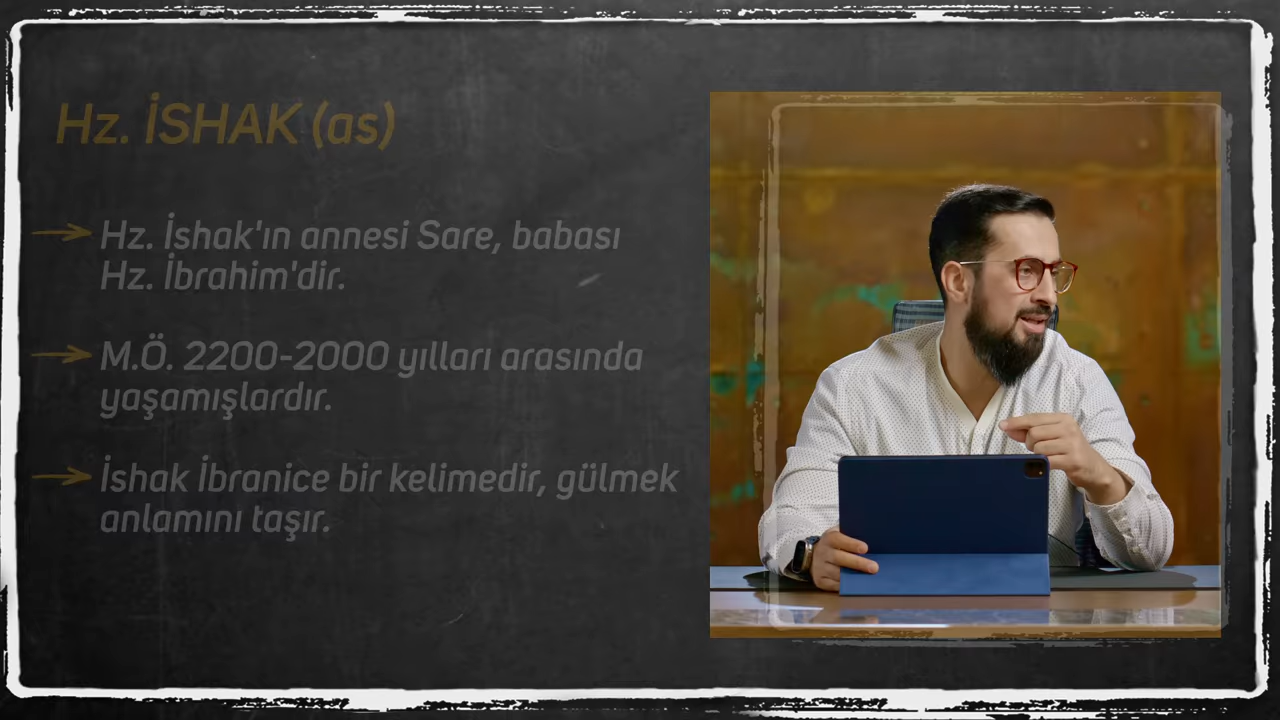 Hz. İSHAK (as)
Hz. İshak'ın annesi Sare, babası
Hz. İbrahim'dir.
M.Ö. 2200-2000 yılları arasında
yaşamışlardır.
İshak İbranice bir kelimedir, gülmek
anlamını taşır.